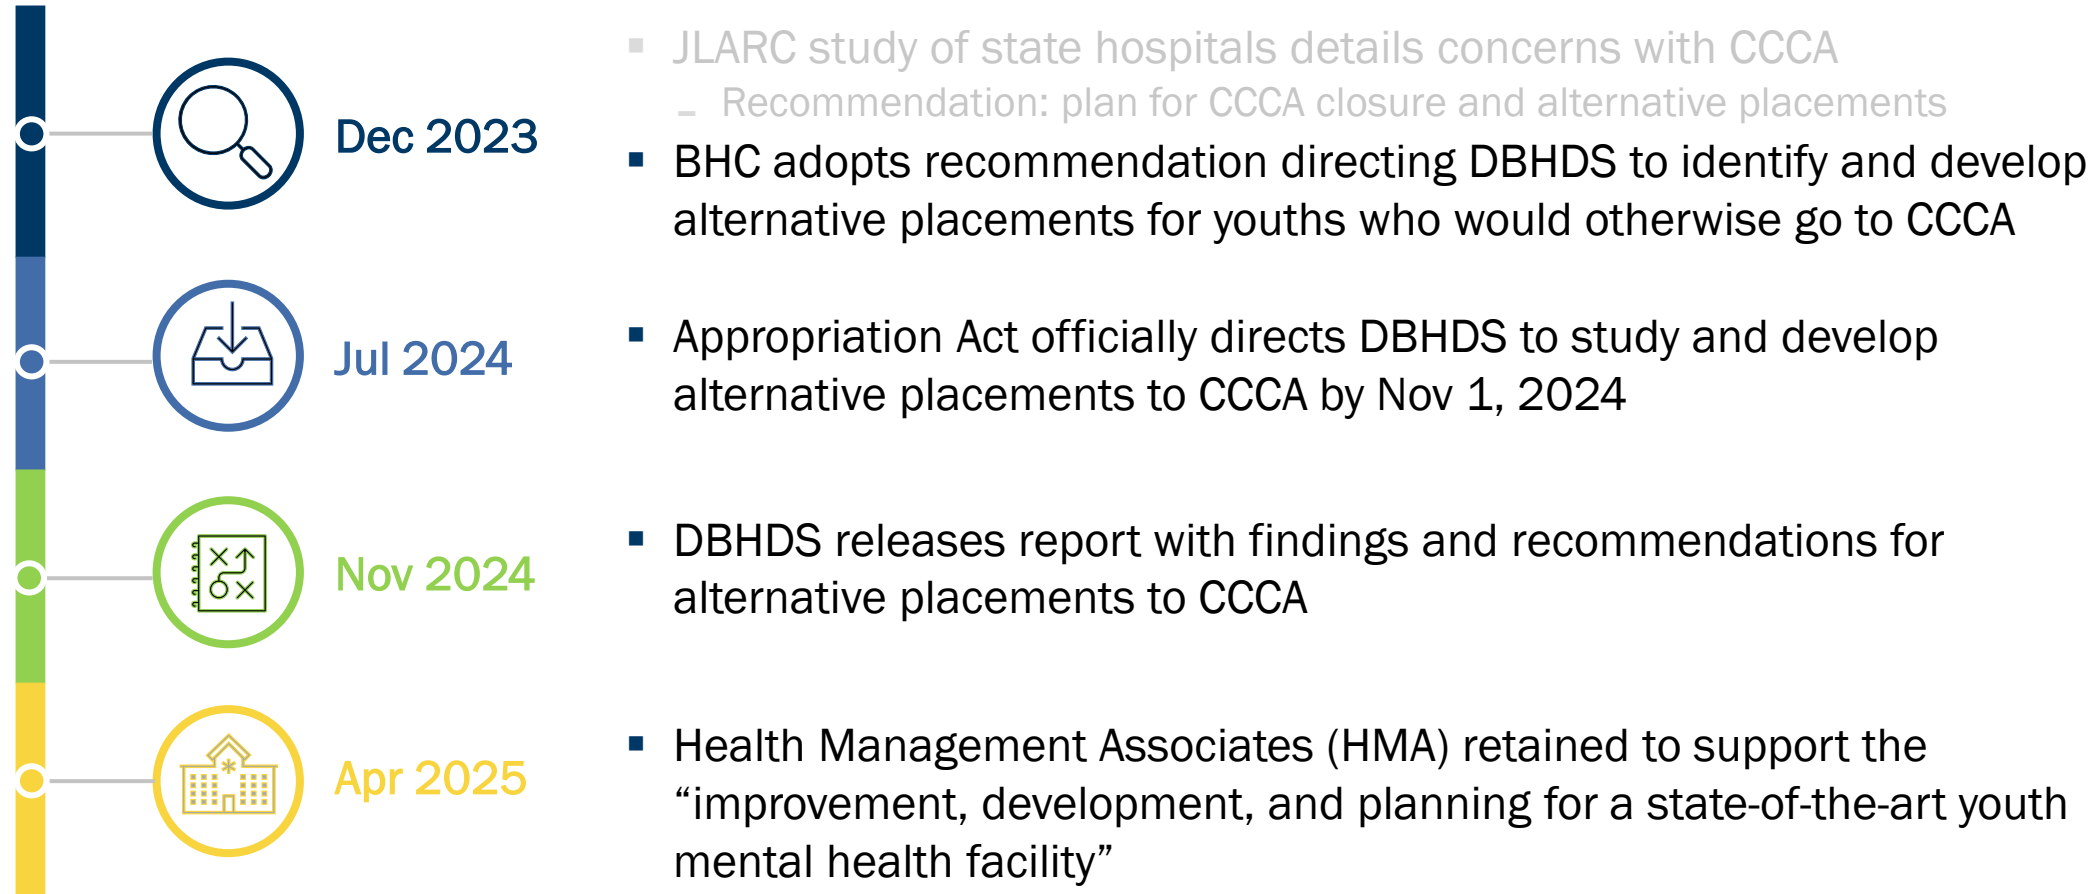 JLARC study of state hospitals details concerns with CCCA
Recommendation: plan for CCCA closure and alternative placements
Dec 2023
BHC adopts recommendation directing DBHDS to identify and develop
alternative placements for youths who would otherwise go to CCCA
Jul 2024
Appropriation Act officially directs DBHDS to study and develop
alternative placements to CCCA by Nov 1, 2024
Nov 2024
DBHDS releases report with findings and recommendations for
alternative placements to CCCA
Apr 2025
Health Management Associates (HMA) retained to support the
“improvement, development, and planning for a state-of-the-art youth
mental health facility”